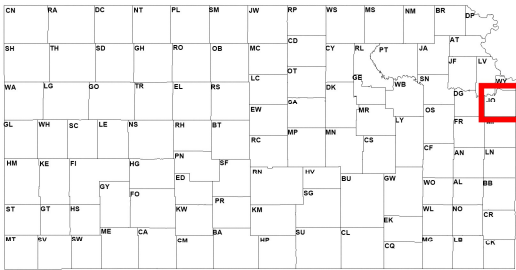 CN RA DC NT PL SM JW RP WS MS NM BR DP
CD AT
SH TH SD GH RO OB MC CY RL PT JA
JF LV
OT GE SN WY
LC WB
WA LG GO TR EL RS DK DG JO
EW SA MR OS
GL WH SC LE NS RH BT LY FR
RC MP MN CS
CF AN LN
PN
HM KE FI HG SF RN HV
ED BU GW
GY WO AL BB
FO SG
PR
ST GT HS KW KM WL NO
CR
EK
ME CA BA SU CL
MT SV SW CM HP CQ MG LB CK